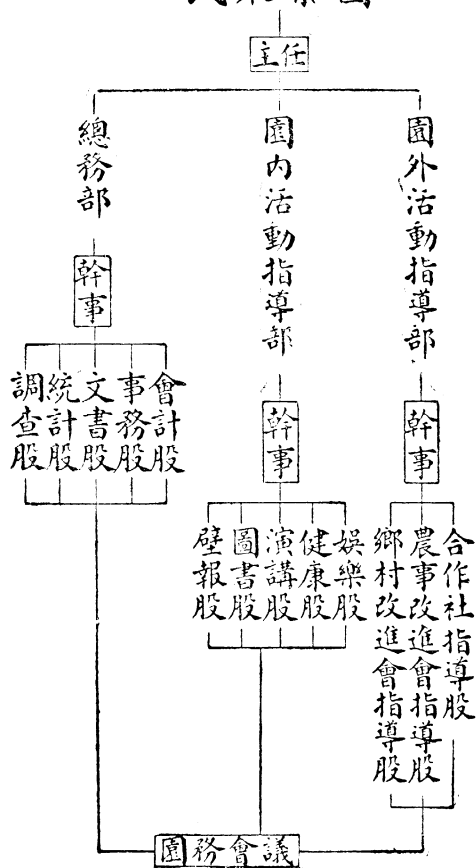 主任
園外活動指導部
幹事
合作社指導股
農事改進會指導股
鄉村改進會指導股
園內活動指導部
幹事
娛樂股
健康股
演講股
圖書股
壁報股
總務部
幹事
會計股
事務股
文書股
統計股
調查股
園務會議